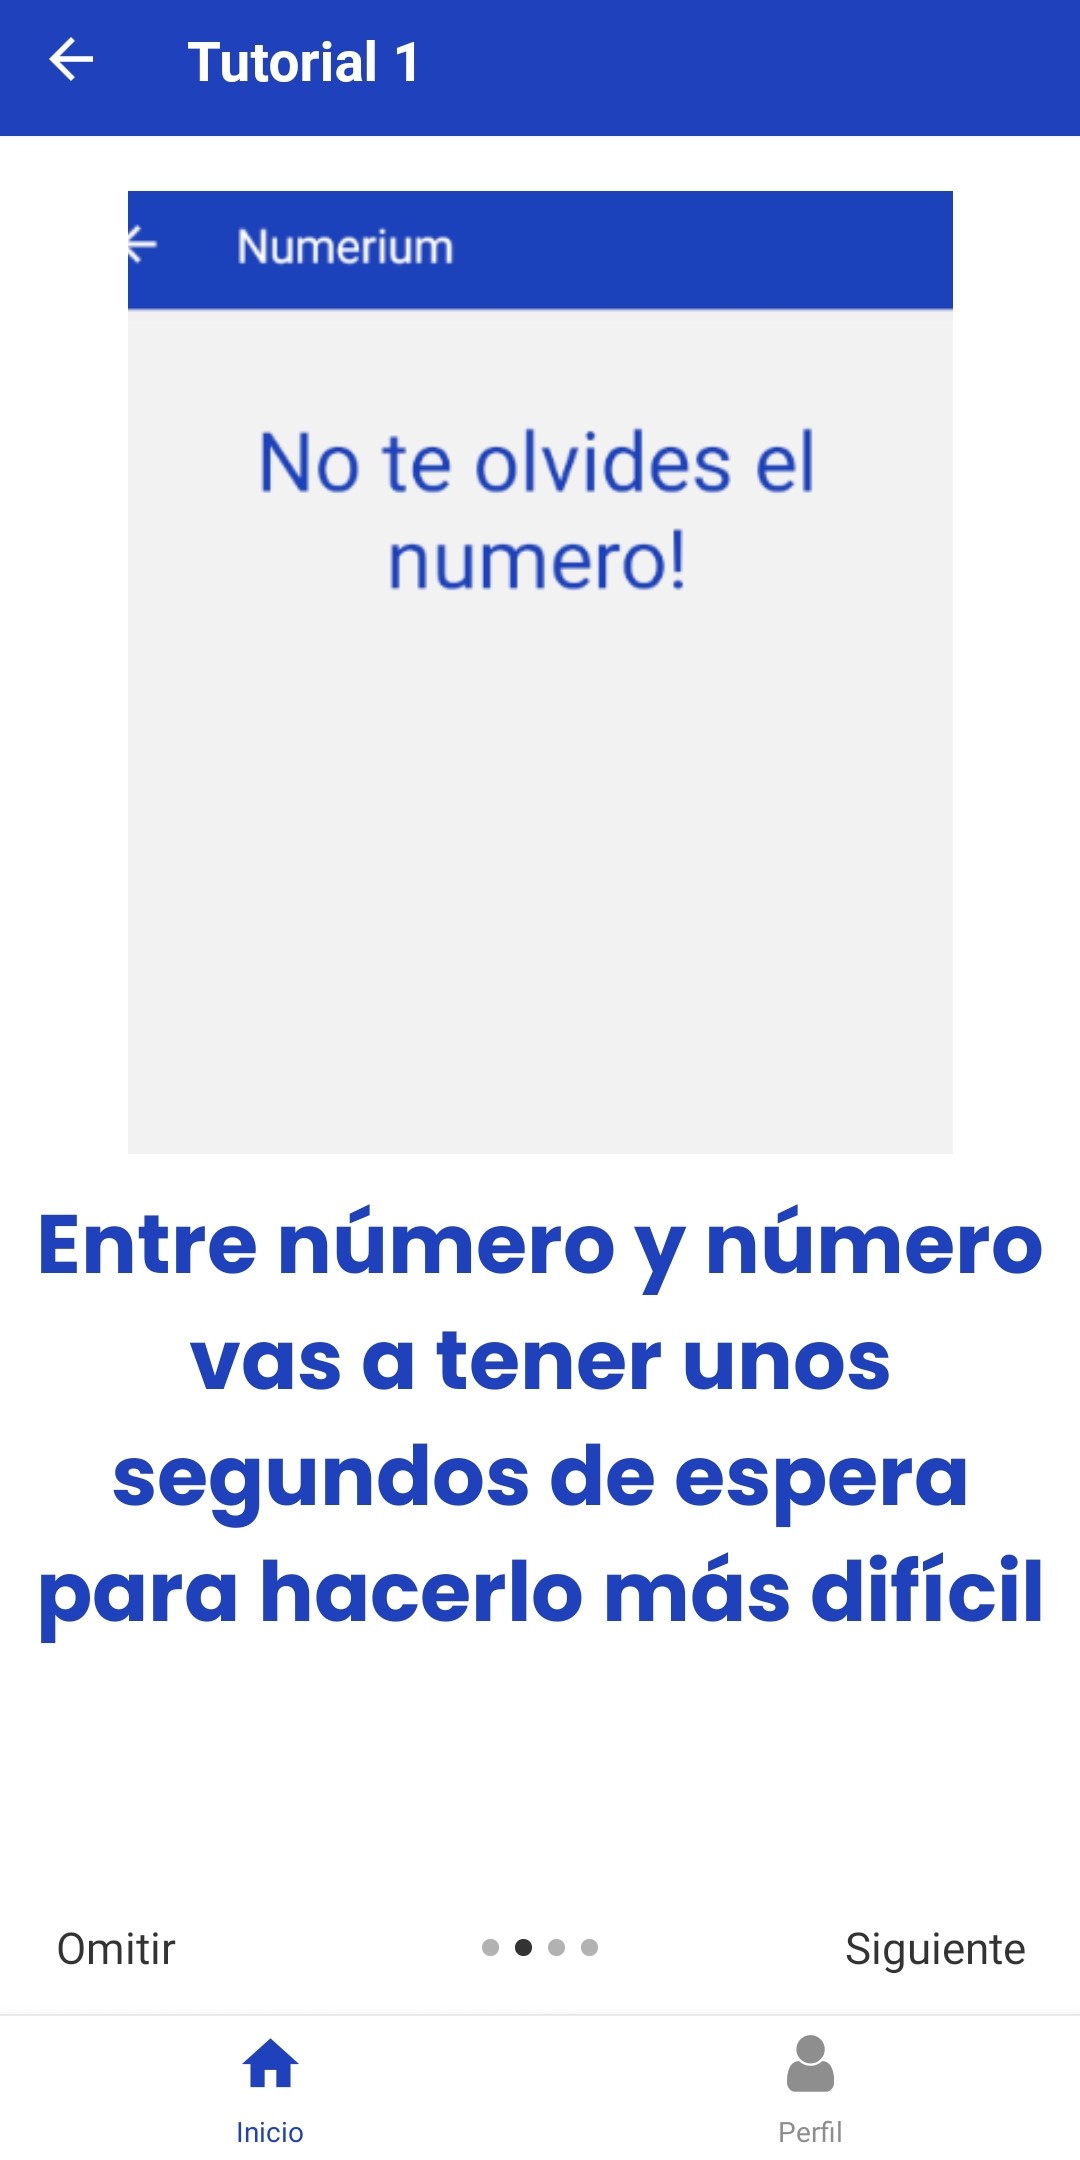 Tutorial 1
Numerium
No te olvides el
numero!
Entre número y número
vas a tener unos
segundos de espera
para hacerlo más difícil
Omitir
Siguiente
Inicio
Perfil